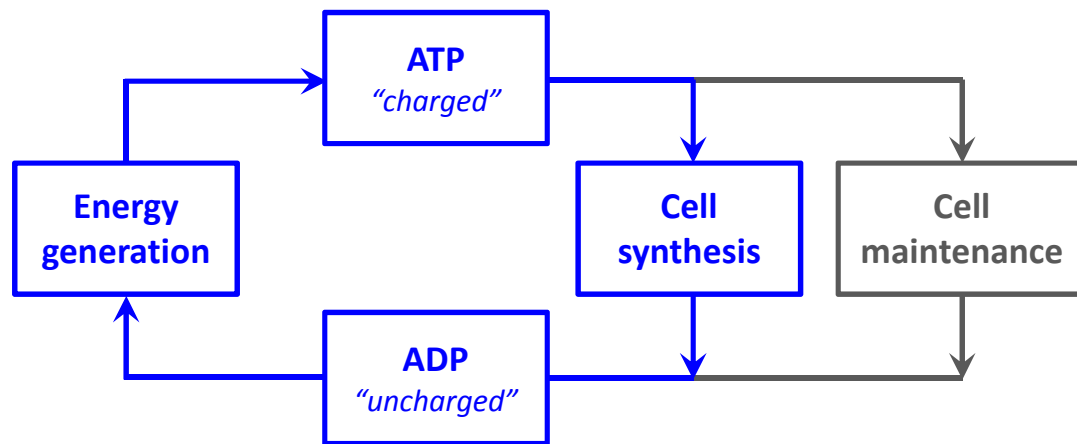 ATP
“charged”
Energy
generation
Cell
synthesis
Cell
maintenance
ADP
“uncharged”